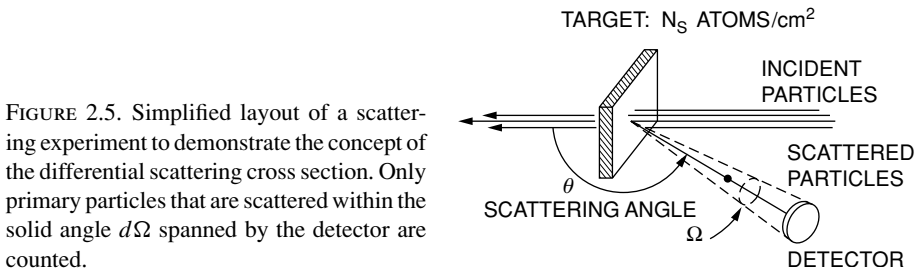 FIGURE 2.5. Simplified layout of a scatter-
ing experiment to demonstrate the concept of
the differential scattering cross section. Only
primary particles that are scattered within the
solid angle dΩ spanned by the detector are
counted.
TARGET: N_S ATOMS/cm²
INCIDENT
PARTICLES
SCATTERED
PARTICLES
θ
SCATTERING ANGLE
Ω
DETECTOR